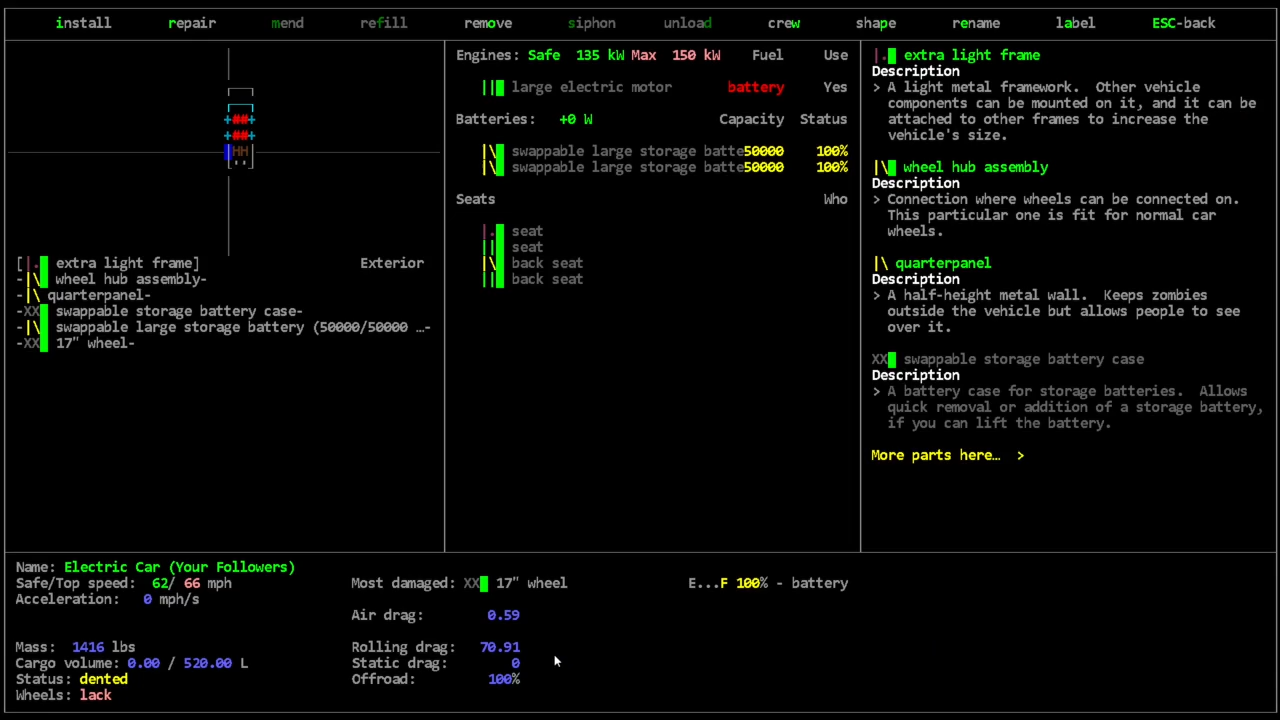 install repair mend refill remove siphon unload crew shape rename label ESC-back
Engines: Safe 135 kW Max 150 kW Fuel Use
|| large electric motor battery Yes
Batteries: +0 W Capacity Status
|\ swappable large storage batte50000 100%
|\ swappable large storage batte50000 100%
Seats Who
|. seat
|| seat
|\ back seat
|| back seat
[|. extra light frame] Exterior
-|\ wheel hub assembly-
-|\ quarterpanel-
-XX swappable storage battery case-
-|\ swappable large storage battery (50000/50000 …-
-XX 17" wheel-
|. extra light frame
Description
> A light metal framework. Other vehicle
components can be mounted on it, and it can be
attached to other frames to increase the
vehicle's size.
|\ wheel hub assembly
Description
> Connection where wheels can be connected on.
This particular one is fit for normal car
wheels.
|\ quarterpanel
Description
> A half-height metal wall. Keeps zombies
outside the vehicle but allows people to see
over it.
XX swappable storage battery case
Description
> A battery case for storage batteries. Allows
quick removal or addition of a storage battery,
if you can lift the battery.
More parts here… >
Name: Electric Car (Your Followers)
Safe/Top speed: 62/ 66 mph
Acceleration: 0 mph/s
Mass: 1416 lbs
Cargo volume: 0.00 / 520.00 L
Status: dented
Wheels: lack
Most damaged: XX 17" wheel
Air drag: 0.59
Rolling drag: 70.91
Static drag: 0
Offroad: 100%
E...F 100% - battery